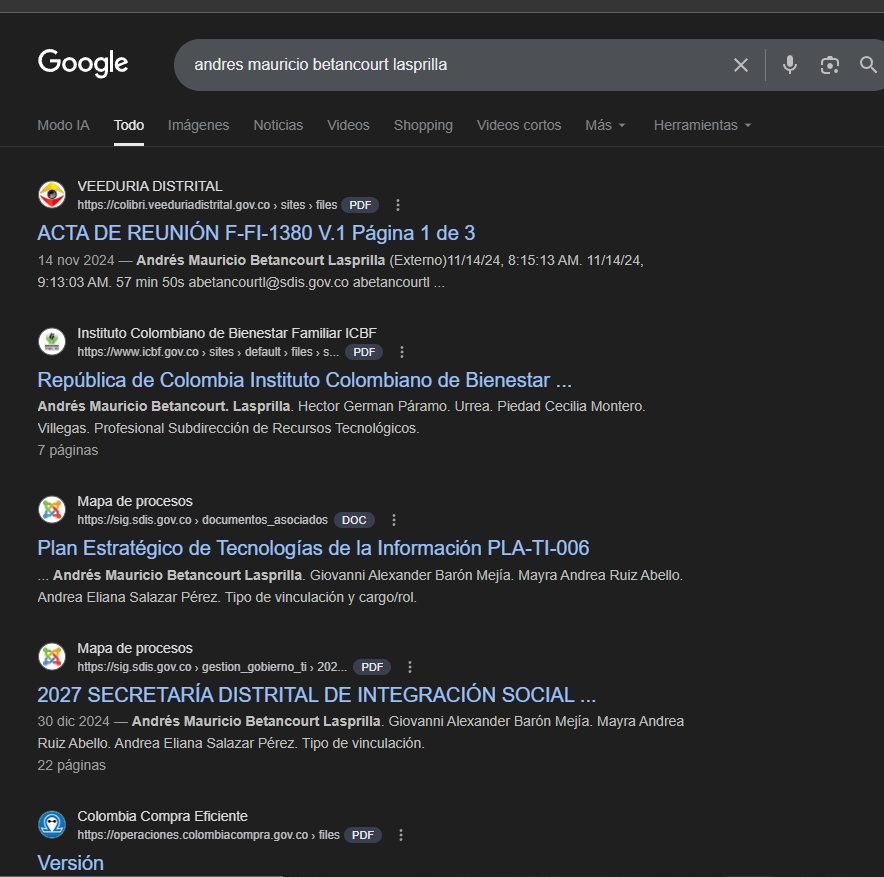 Google
andres mauricio betancourt lasprilla
Modo IA Todo Imágenes Noticias Videos Shopping Videos cortos Más Herramientas
VEEDURIA DISTRITAL
https://colibri.veeduriadistrital.gov.co › sites › files PDF
ACTA DE REUNIÓN F-FI-1380 V.1 Página 1 de 3
14 nov 2024 — Andrés Mauricio Betancourt Lasprilla (Externo)11/14/24, 8:15:13 AM. 11/14/24,
9:13:03 AM. 57 min 50s abetancourtl@sdis.gov.co abetancourtl ...
Instituto Colombiano de Bienestar Familiar ICBF
https://www.icbf.gov.co › sites › default › files › s... PDF
República de Colombia Instituto Colombiano de Bienestar ...
Andrés Mauricio Betancourt. Lasprilla. Hector German Páramo. Urrea. Piedad Cecilia Montero.
Villegas. Profesional Subdirección de Recursos Tecnológicos.
7 páginas
Mapa de procesos
https://sig.sdis.gov.co › documentos_asociados DOC
Plan Estratégico de Tecnologías de la Información PLA-TI-006
... Andrés Mauricio Betancourt Lasprilla. Giovanni Alexander Barón Mejía. Mayra Andrea Ruiz Abello.
Andrea Eliana Salazar Pérez. Tipo de vinculación y cargo/rol.
Mapa de procesos
https://sig.sdis.gov.co › gestion_gobierno_ti › 202... PDF
2027 SECRETARÍA DISTRITAL DE INTEGRACIÓN SOCIAL ...
30 dic 2024 — Andrés Mauricio Betancourt Lasprilla. Giovanni Alexander Barón Mejía. Mayra Andrea
Ruiz Abello. Andrea Eliana Salazar Pérez. Tipo de vinculación.
22 páginas
Colombia Compra Eficiente
https://operaciones.colombiacompra.gov.co › files PDF
Versión